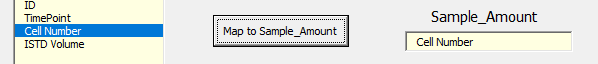 ID
TimePoint
Cell Number
ISTD Volume
Map to Sample_Amount
Sample_Amount
Cell Number